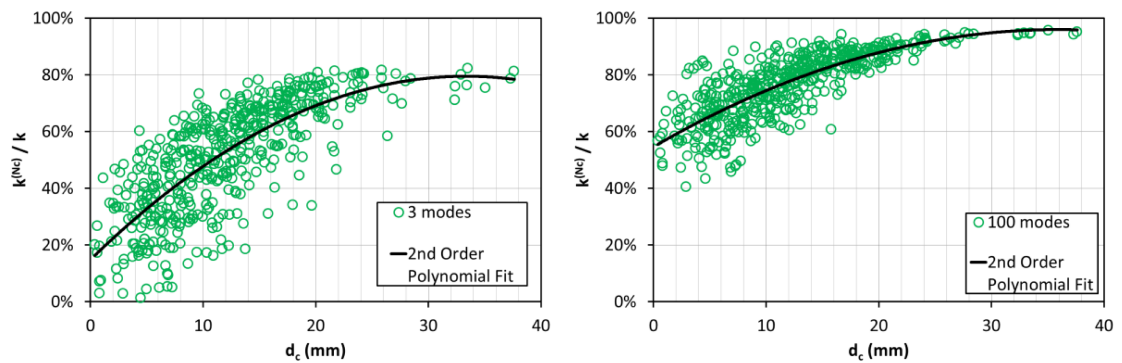 100%
80%
60%
40%
20%
0%
k(Nc) / k
0
10
20
30
40
dc (mm)
3 modes
2nd Order
Polynomial Fit
100%
80%
60%
40%
20%
0%
k(Nc) / k
0
10
20
30
40
dc (mm)
100 modes
2nd Order
Polynomial Fit